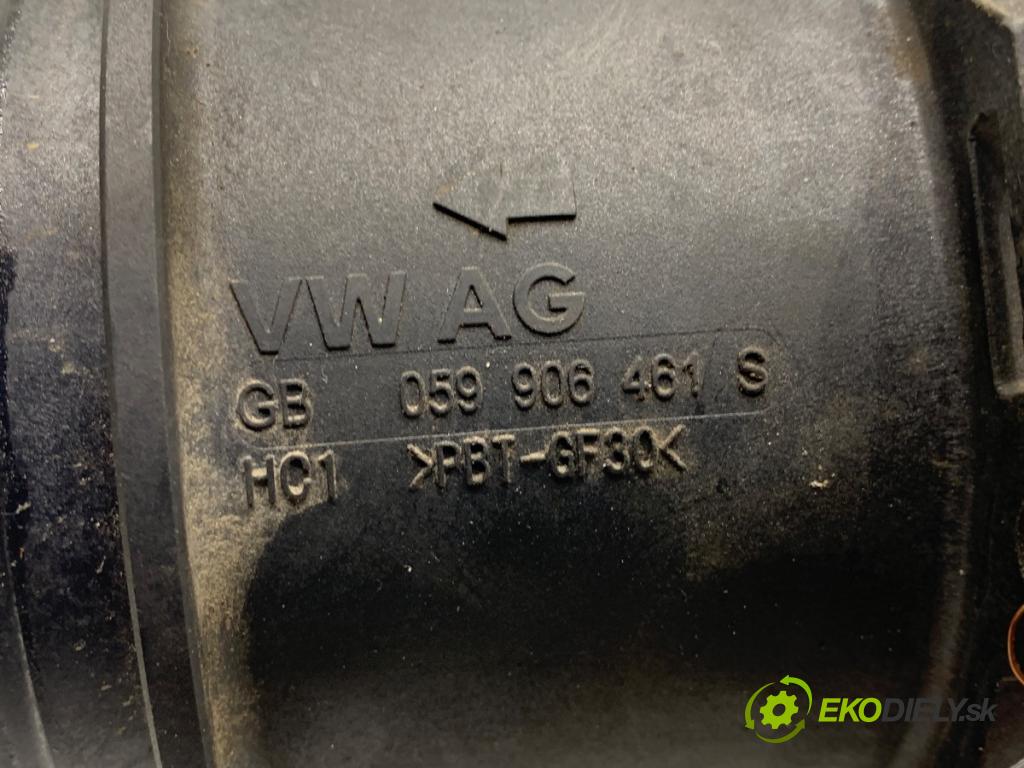 VW AG
GB 059 906 461 S
HC1 >PBT-GF30<
EKODIELY.sk